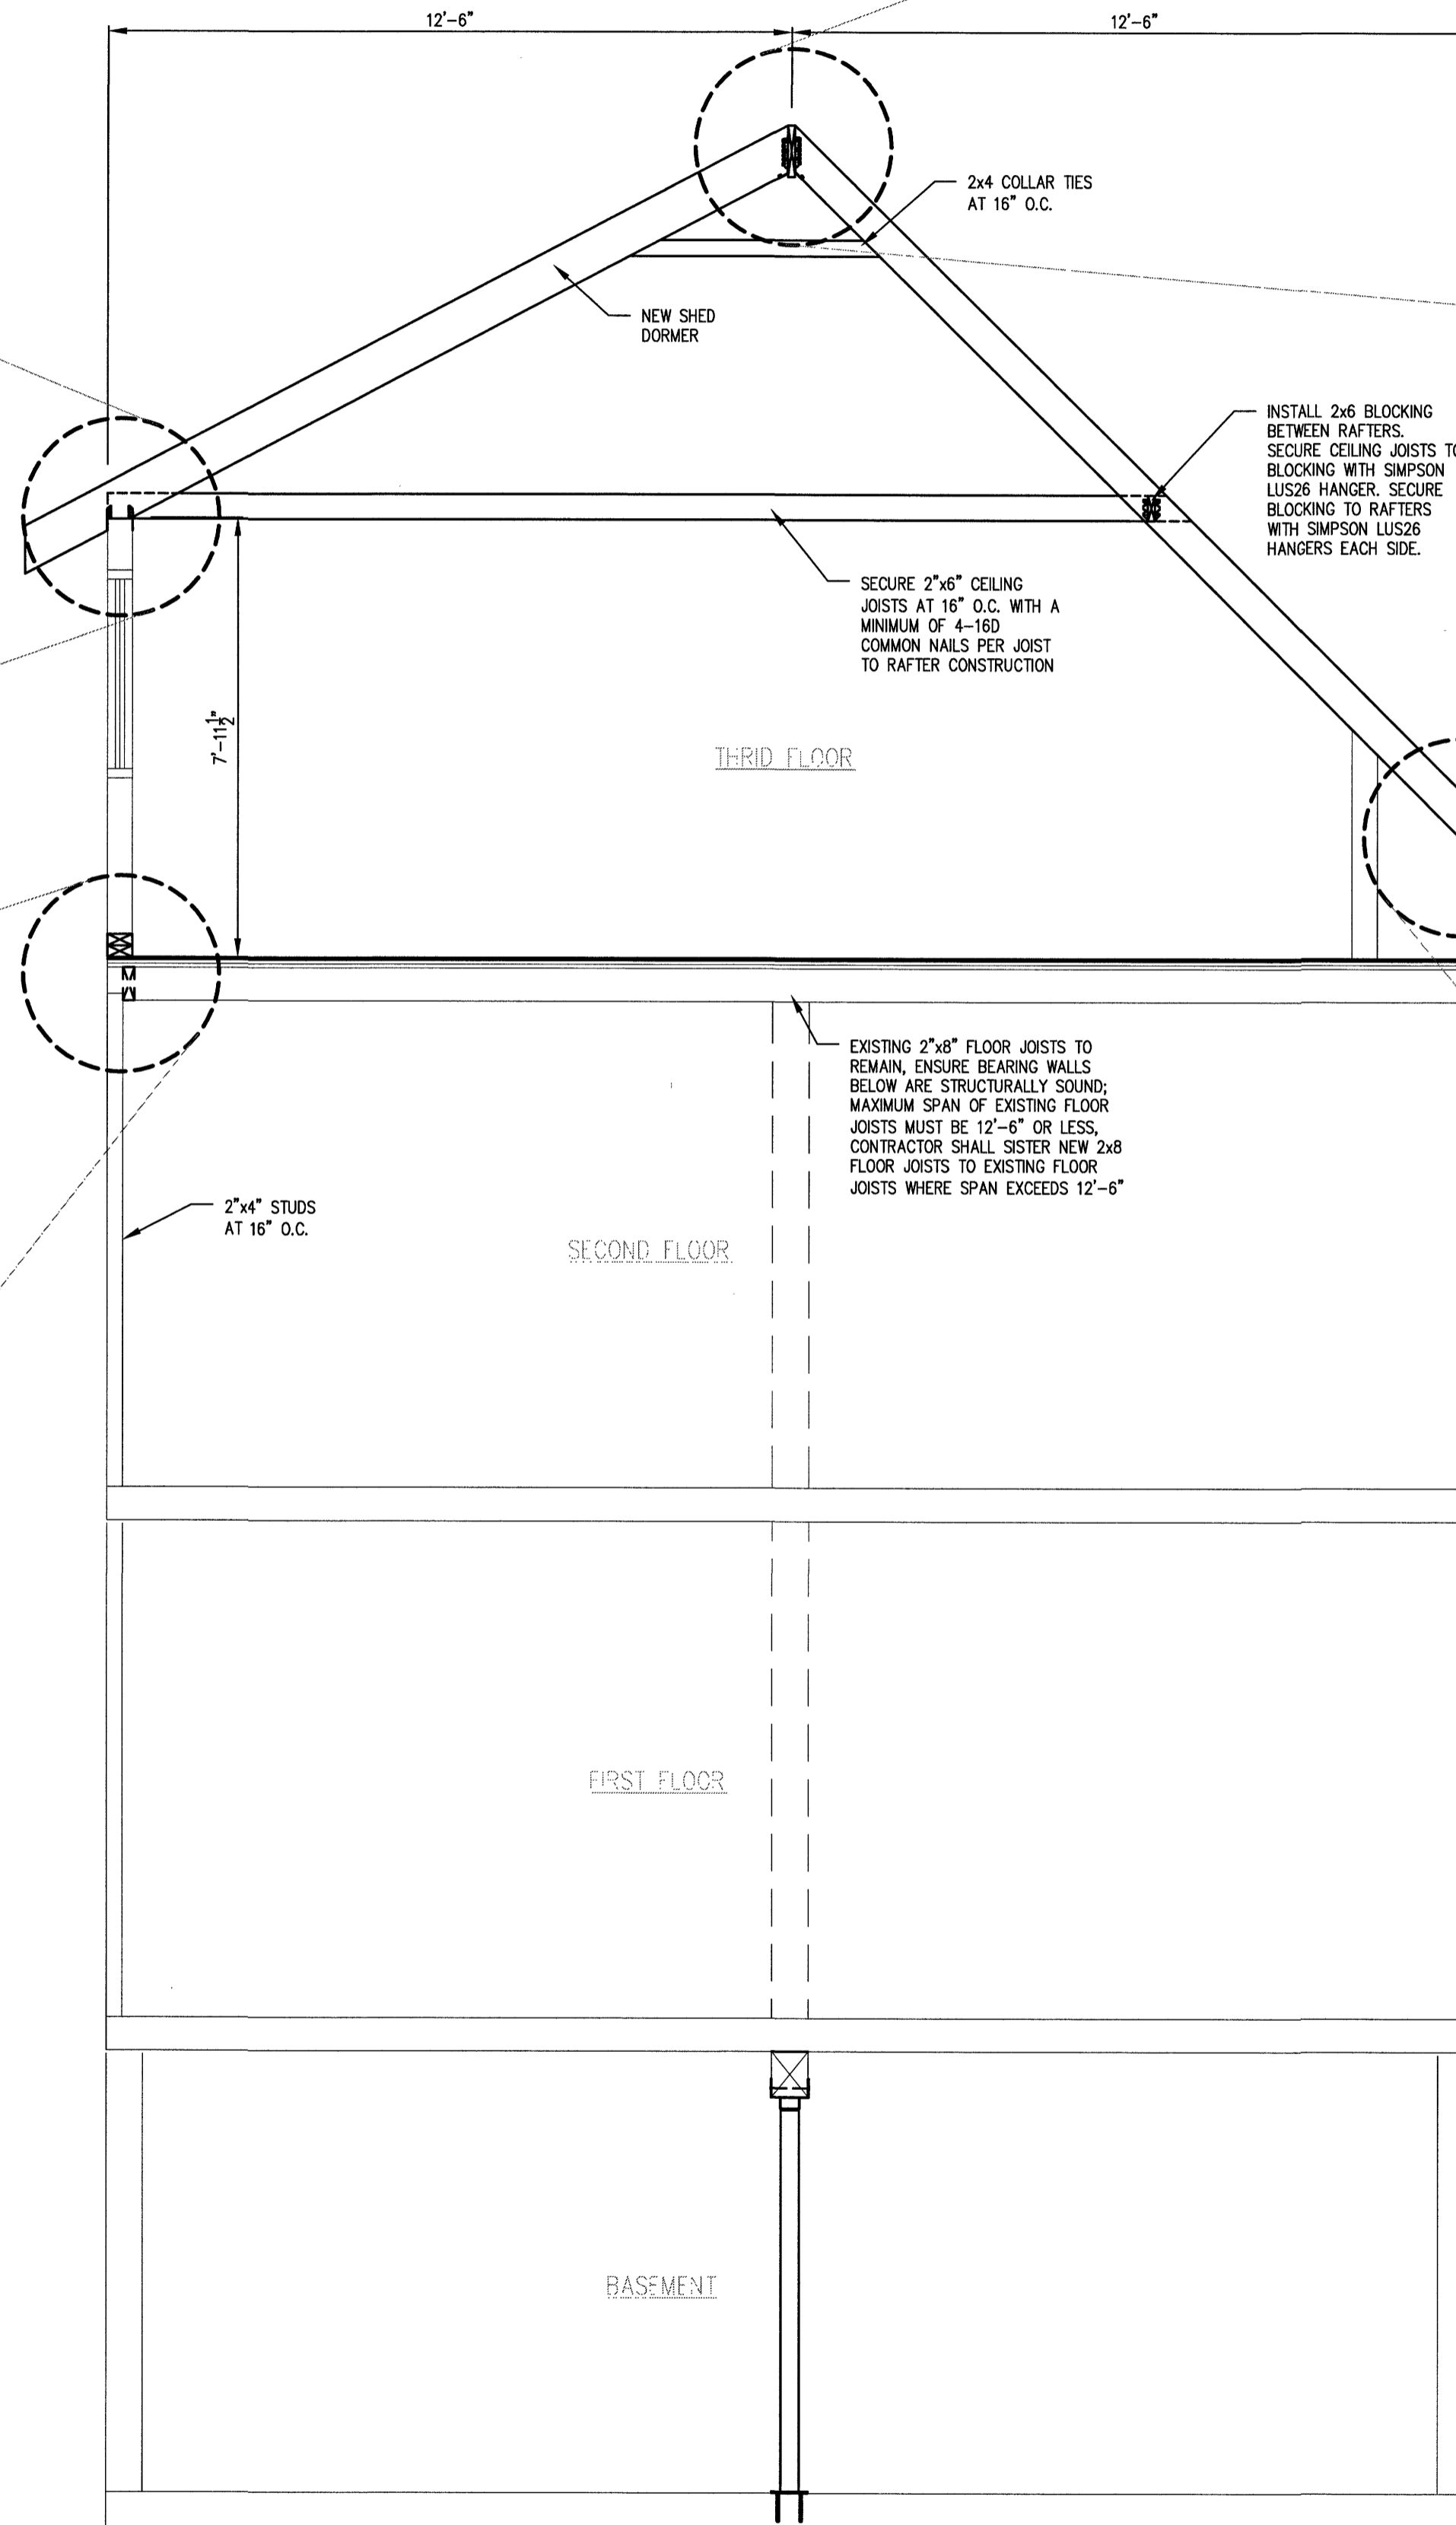 12'-6"
12'-6"
2x4 COLLAR TIES
AT 16" O.C.
NEW SHED
DORMER
INSTALL 2x6 BLOCKING
BETWEEN RAFTERS.
SECURE CEILING JOISTS TO
BLOCKING WITH SIMPSON
LUS26 HANGER. SECURE
BLOCKING TO RAFTERS
WITH SIMPSON LUS26
HANGERS EACH SIDE.
SECURE 2"x6" CEILING
JOISTS AT 16" O.C. WITH A
MINIMUM OF 4-16D
COMMON NAILS PER JOIST
TO RAFTER CONSTRUCTION
7'-11 1/2"
THRID FLOOR
EXISTING 2"x8" FLOOR JOISTS TO
REMAIN, ENSURE BEARING WALLS
BELOW ARE STRUCTURALLY SOUND;
MAXIMUM SPAN OF EXISTING FLOOR
JOISTS MUST BE 12'-6" OR LESS,
CONTRACTOR SHALL SISTER NEW 2x8
FLOOR JOISTS TO EXISTING FLOOR
JOISTS WHERE SPAN EXCEEDS 12'-6"
2"x4" STUDS
AT 16" O.C.
SECOND FLOOR
FIRST FLOOR
BASEMENT